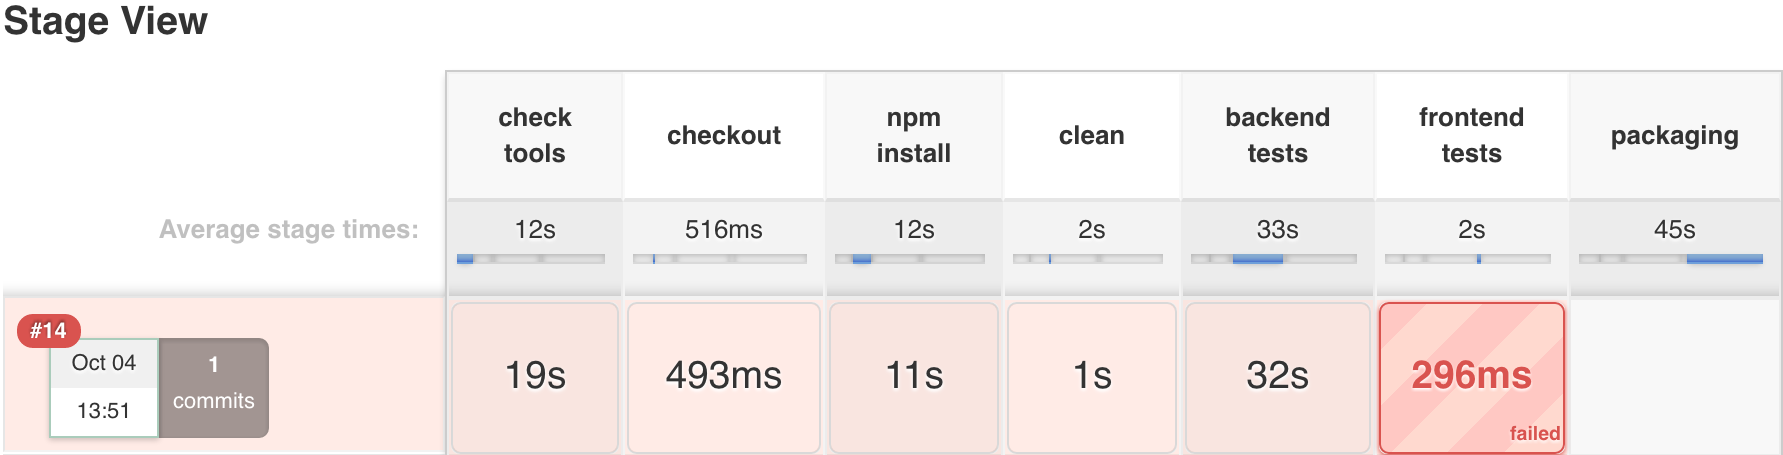 Stage View
check
tools
checkout
npm
install
clean
backend
tests
frontend
tests
packaging
Average stage times:
12s
516ms
12s
2s
33s
2s
45s
#14
Oct 04
13:51
1
commits
19s
493ms
11s
1s
32s
296ms
failed